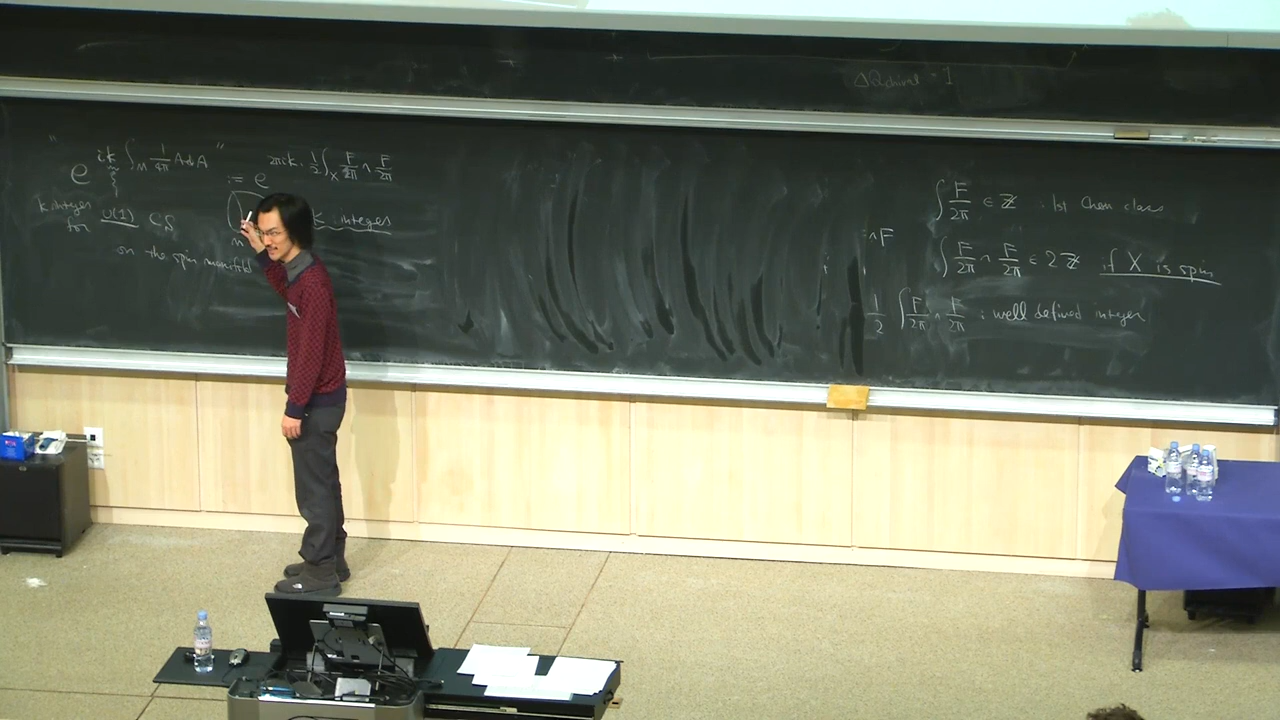 ΔQchiral = 1
" e^{ik ∫_M 1/4π AdA} " := e^{2πik · 1/2 ∫_X F/2π ∧ F/2π}
k integer
for U(1) CS
on the spin manifold
k : integer
∧F
∫ F/2π ∈ ℤ : 1st Chern class
∫ F/2π ∧ F/2π ∈ 2ℤ if X is spin
1/2 ∫ F/2π ∧ F/2π : well defined integer